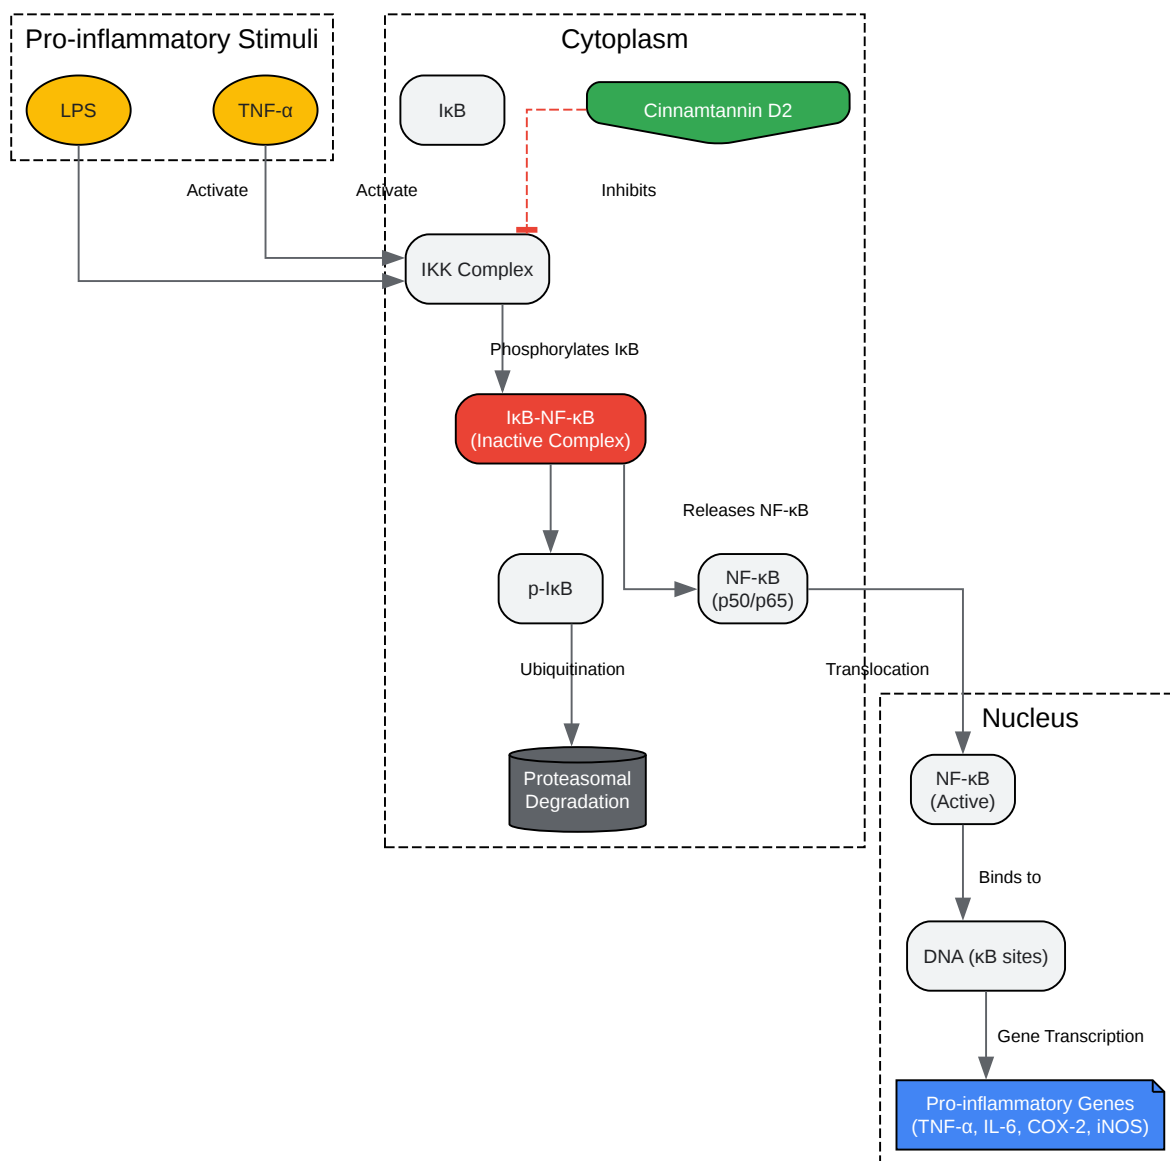 Pro-inflammatory Stimuli
Cytoplasm
LPS
TNF-α
IκB
Cinnamtannin D2
Activate
Activate
Inhibits
IKK Complex
Phosphorylates IκB
IκB-NF-κB
(Inactive Complex)
Releases NF-κB
p-IκB
NF-κB
(p50/p65)
Ubiquitination
Translocation
Nucleus
Proteasomal
Degradation
NF-κB
(Active)
Binds to
DNA (κB sites)
Gene Transcription
Pro-inflammatory Genes
(TNF-α, IL-6, COX-2, iNOS)